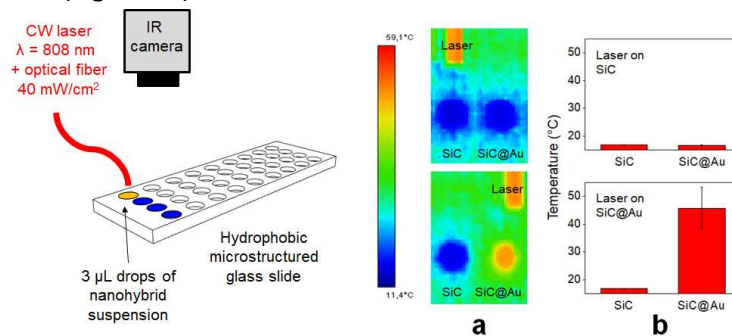 CW laser
λ = 808 nm
+ optical fiber
40 mW/cm²
IR
camera
3 µL drops of
nanohybrid
suspension
Hydrophobic
microstructured
glass slide
59,1°C
11,4°C
Laser
SiC SiC@Au
Laser
SiC SiC@Au
a
Temperature (°C)
50
40
30
20
Laser on
SiC
SiC SiC@Au
50
40
30
20
Laser on
SiC@Au
SiC SiC@Au
b